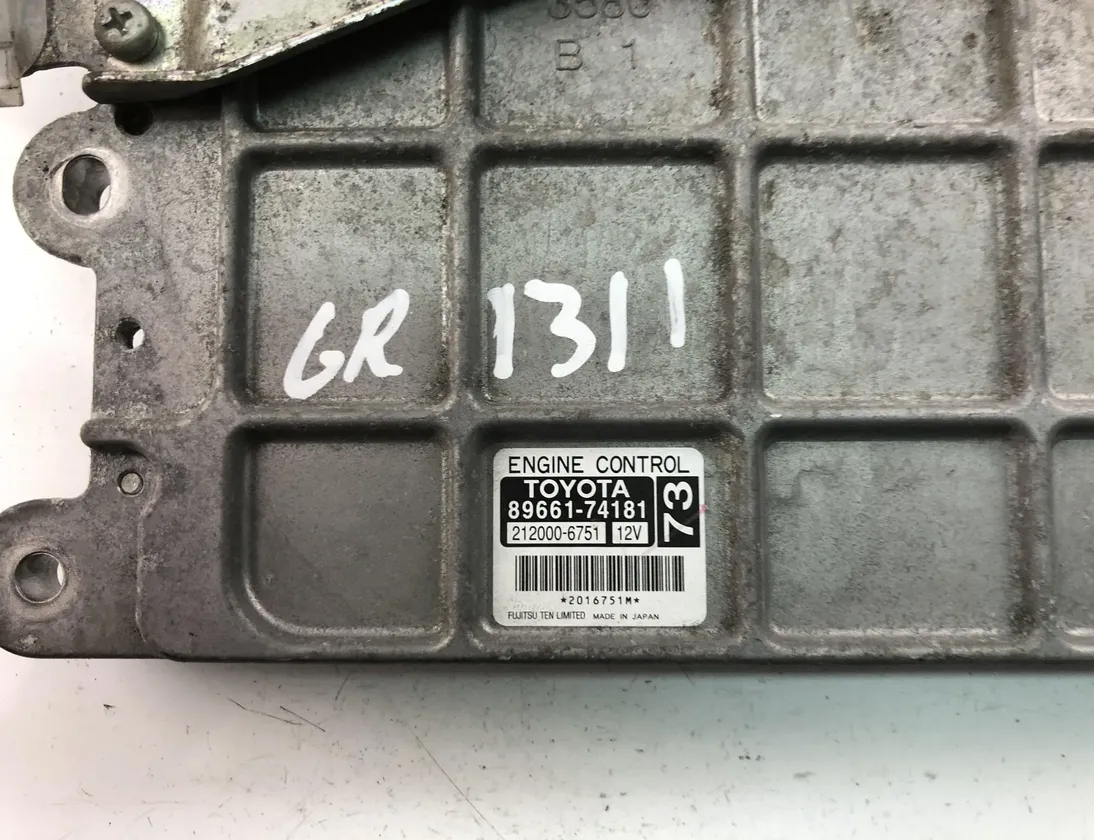 B 1
GR 1311
ENGINE CONTROL
TOYOTA
89661-74181
212000-6751 12V
73
*2016751M*
FUJITSU TEN LIMITED MADE IN JAPAN